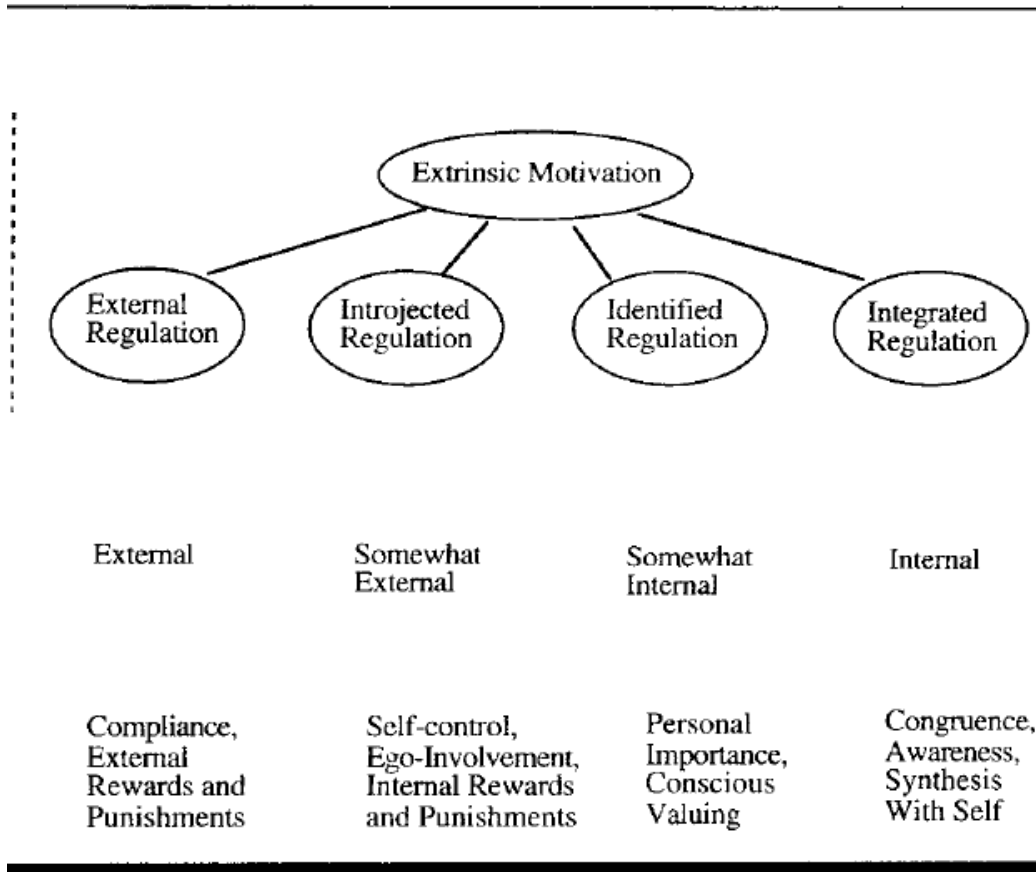 Extrinsic Motivation
External
Regulation
Introjected
Regulation
Identified
Regulation
Integrated
Regulation
External
Somewhat
External
Somewhat
Internal
Internal
Compliance,
External
Rewards and
Punishments
Self-control,
Ego-Involvement,
Internal Rewards
and Punishments
Personal
Importance,
Conscious
Valuing
Congruence,
Awareness,
Synthesis
With Self